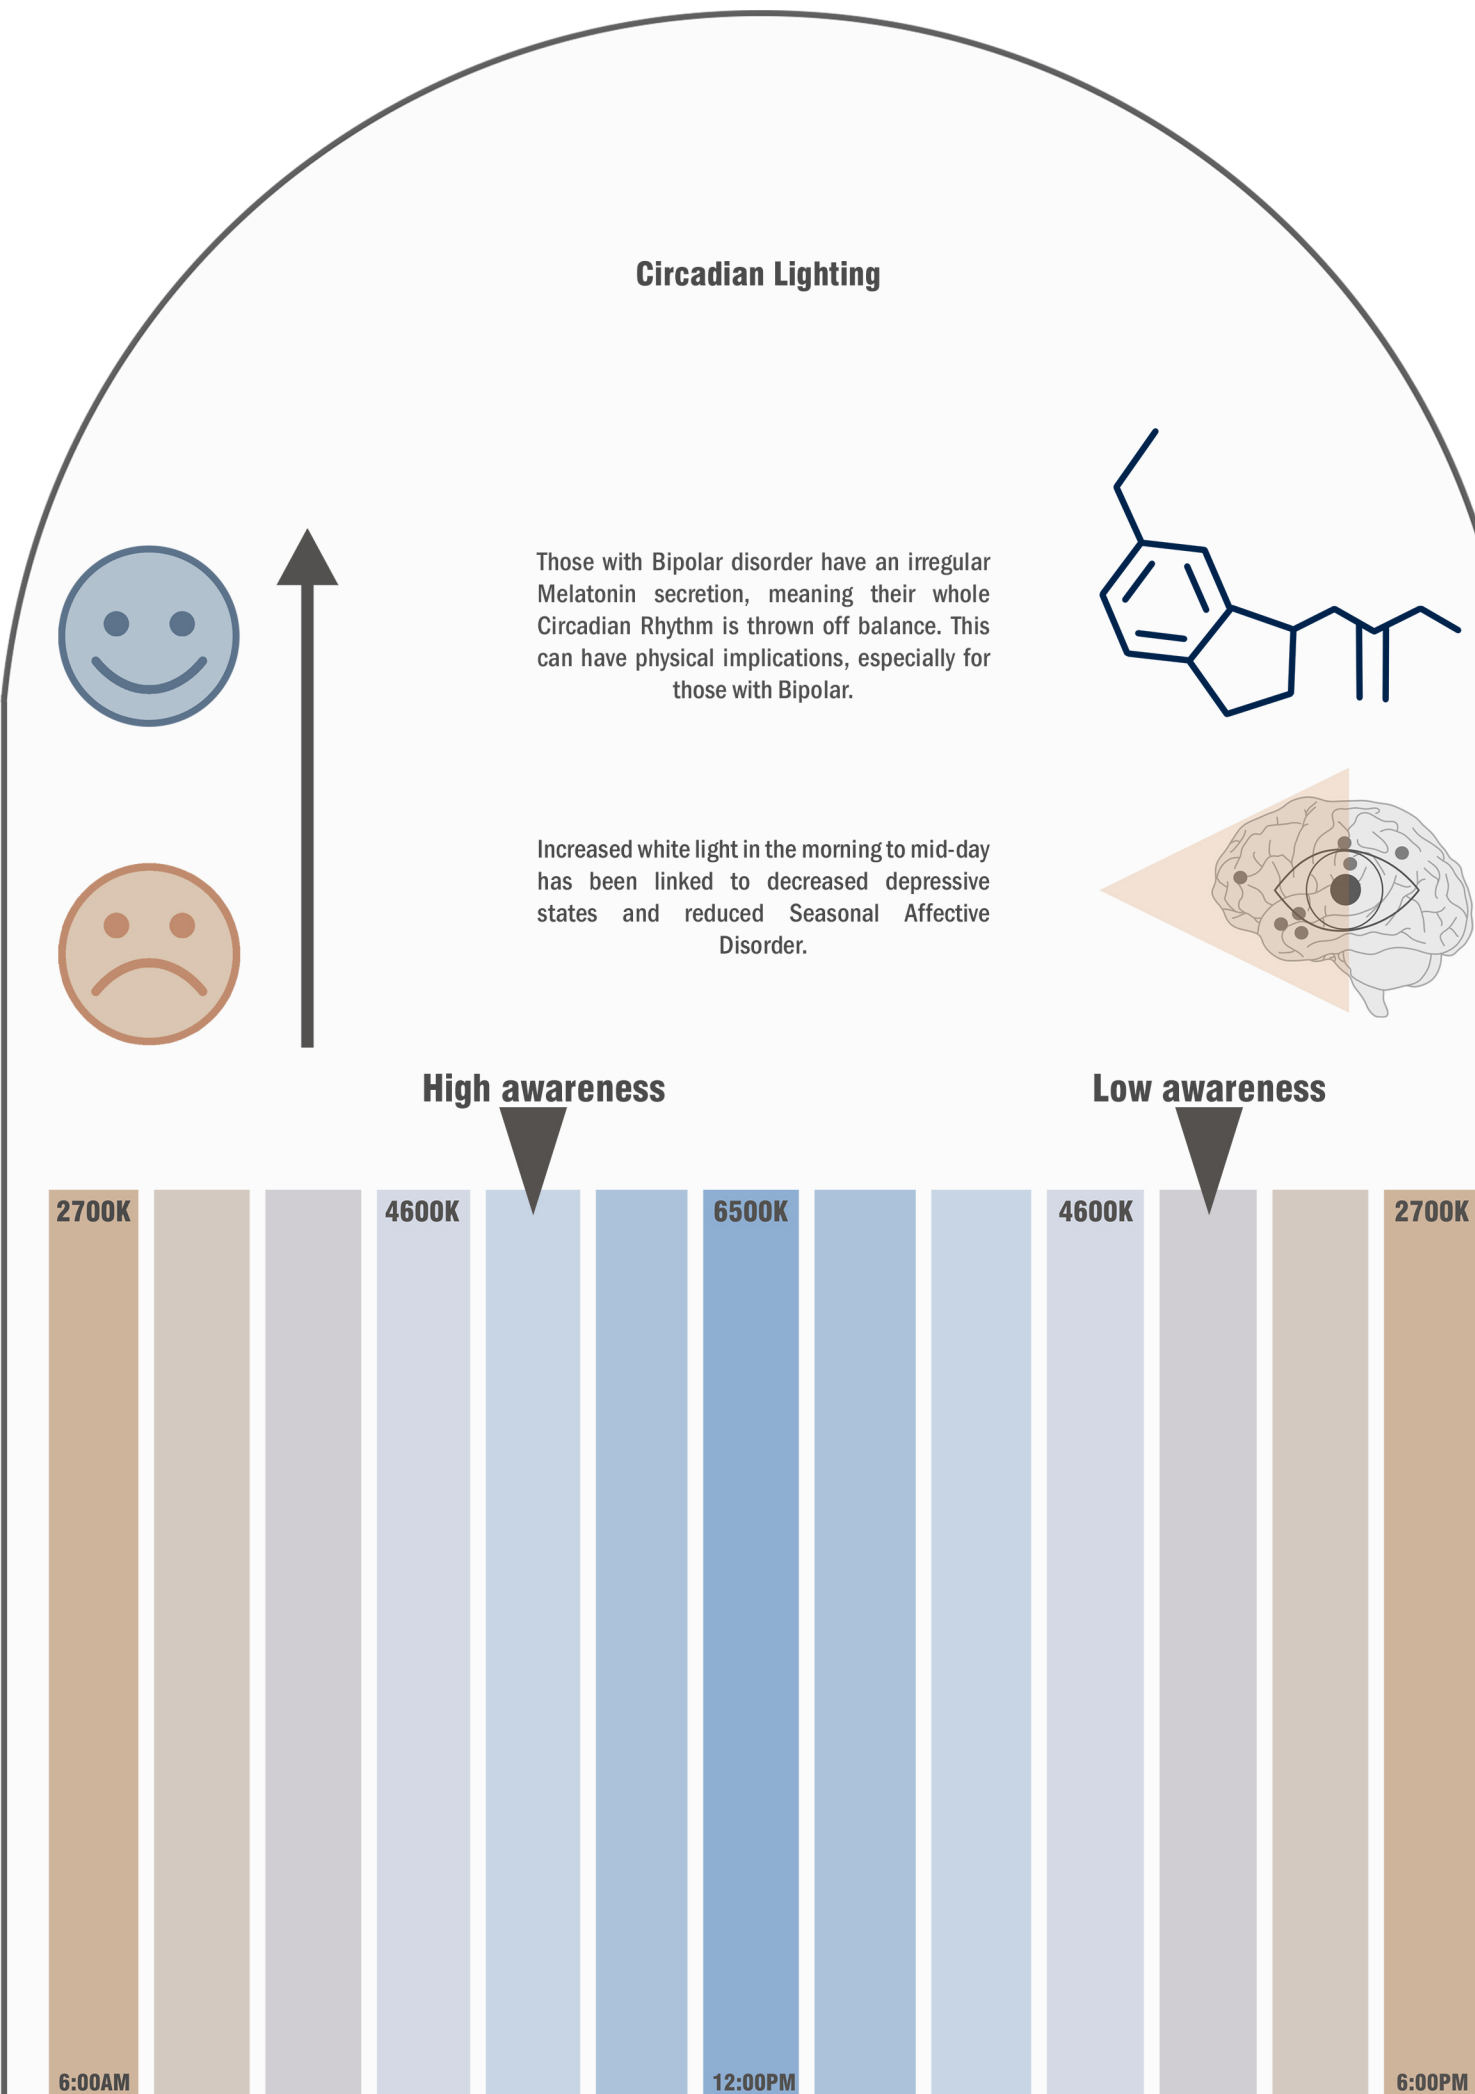 Circadian Lighting
Those with Bipolar disorder have an irregular
Melatonin secretion, meaning their whole
Circadian Rhythm is thrown off balance. This
can have physical implications, especially for
those with Bipolar.
Increased white light in the morning to mid-day
has been linked to decreased depressive
states and reduced Seasonal Affective
Disorder.
High awareness
Low awareness
2700K
4600K
6500K
4600K
2700K
6:00AM
12:00PM
6:00PM